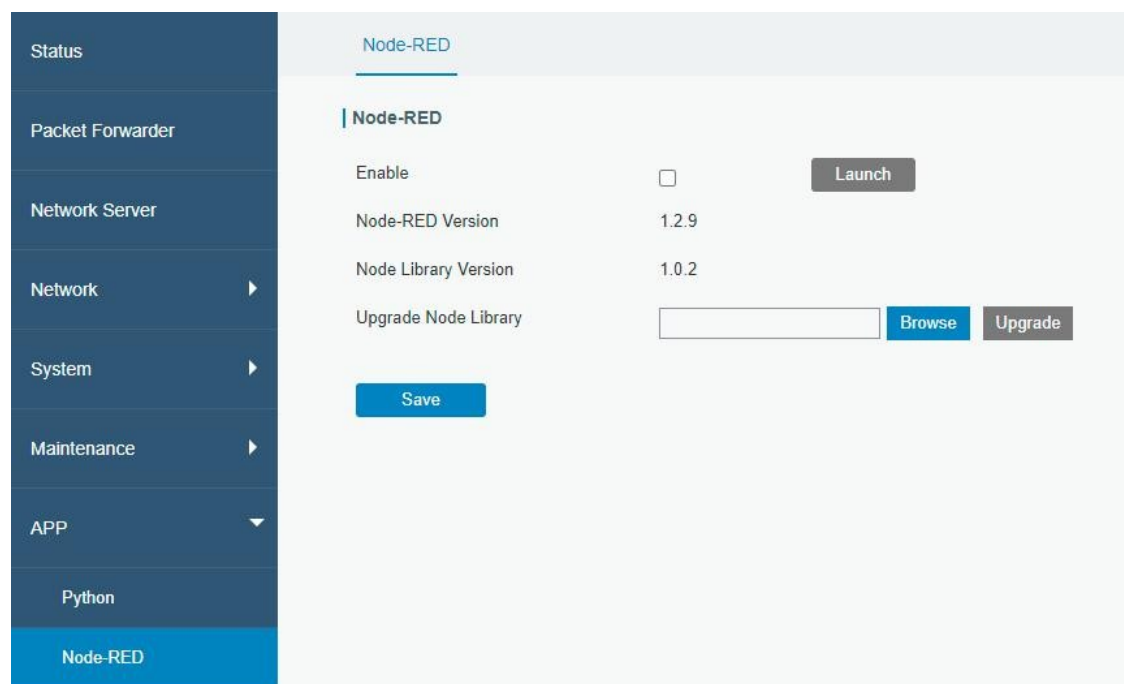 Status
Packet Forwarder
Network Server
Network
System
Maintenance
APP
Python
Node-RED
Node-RED
Node-RED
Enable Launch
Node-RED Version 1.2.9
Node Library Version 1.0.2
Upgrade Node Library Browse Upgrade
Save